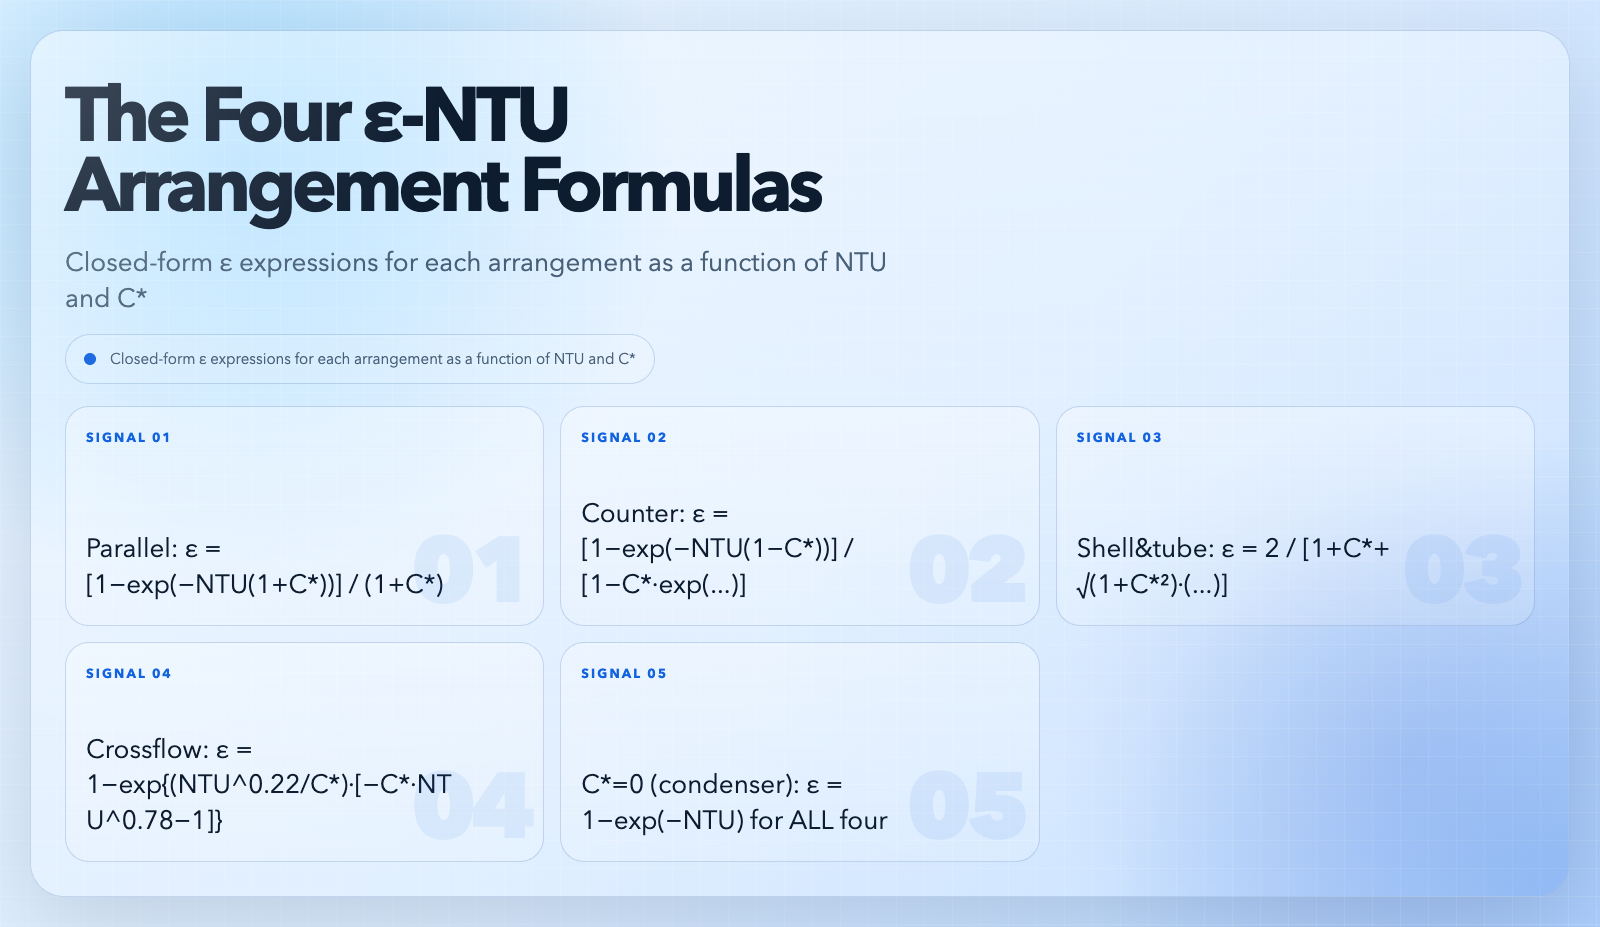 The Four ε-NTU
Arrangement Formulas
Closed-form ε expressions for each arrangement as a function of NTU
and C*
Closed-form ε expressions for each arrangement as a function of NTU and C*
SIGNAL 01
Parallel: ε =
[1−exp(−NTU(1+C*))] / (1+C*)
01
SIGNAL 02
Counter: ε =
[1−exp(−NTU(1−C*))] /
[1−C*·exp(...)]
02
SIGNAL 03
Shell&tube: ε = 2 / [1+C*+
√(1+C*²)·(...)]
03
SIGNAL 04
Crossflow: ε =
1−exp{(NTU^0.22/C*)·[−C*·NT
U^0.78−1]}
04
SIGNAL 05
C*=0 (condenser): ε =
1−exp(−NTU) for ALL four
05